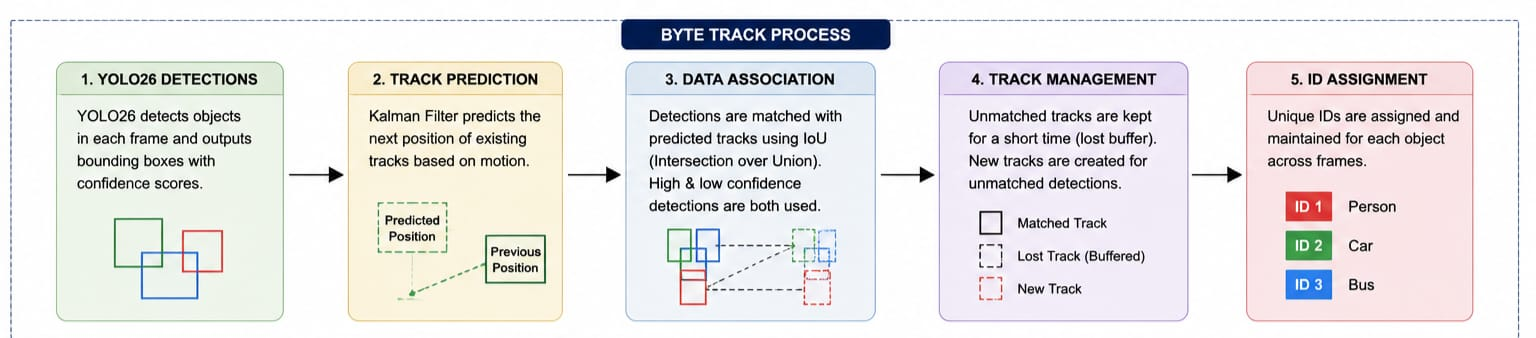 BYTE TRACK PROCESS
1. YOLO26 DETECTIONS
YOLO26 detects objects
in each frame and outputs
bounding boxes with
confidence scores.
2. TRACK PREDICTION
Kalman Filter predicts the
next position of existing
tracks based on motion.
Predicted
Position
Previous
Position
3. DATA ASSOCIATION
Detections are matched with
predicted tracks using IoU
(Intersection over Union).
High & low confidence
detections are both used.
4. TRACK MANAGEMENT
Unmatched tracks are kept
for a short time (lost buffer).
New tracks are created for
unmatched detections.
Matched Track
Lost Track (Buffered)
New Track
5. ID ASSIGNMENT
Unique IDs are assigned and
maintained for each object
across frames.
ID 1 Person
ID 2 Car
ID 3 Bus